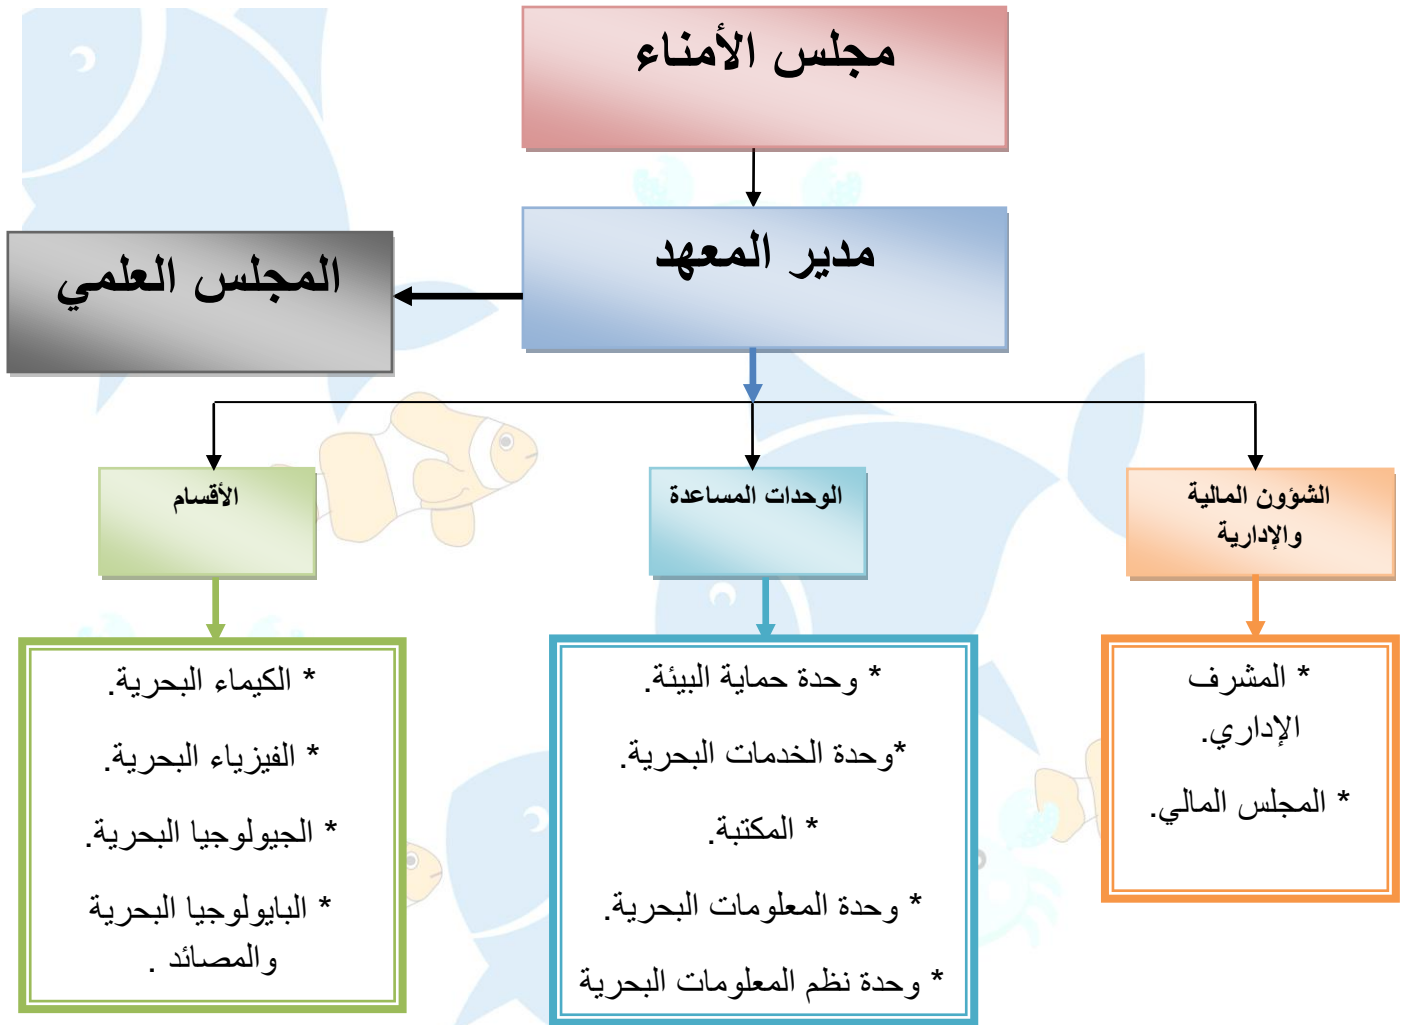 مجلس الأمناء
مدير المعهد
المجلس العلمي
الشؤون المالية
والإدارية
الوحدات المساعدة
الأقسام
* المشرف
الإداري.
* المجلس المالي.
* وحدة حماية البيئة.
*وحدة الخدمات البحرية.
* المكتبة.
* وحدة المعلومات البحرية.
* وحدة نظم المعلومات البحرية
* الكيماء البحرية.
* الفيزياء البحرية.
* الجيولوجيا البحرية.
* البايولوجيا البحرية
والمصائد .